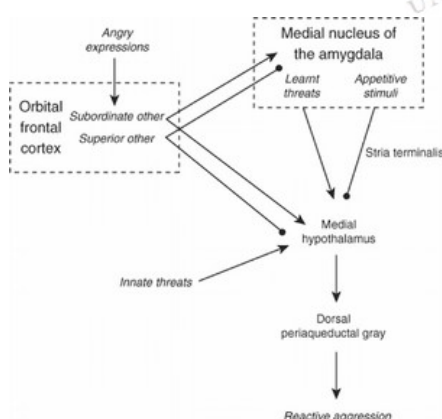 Angry
expressions
Medial nucleus of
the amygdala
Learnt
threats
Appetitive
stimuli
Orbital
frontal
cortex
Subordinate other
Superior other
Stria terminalis
Medial
hypothalamus
Innate threats
Dorsal
periaqueductal gray
Reactive aggression